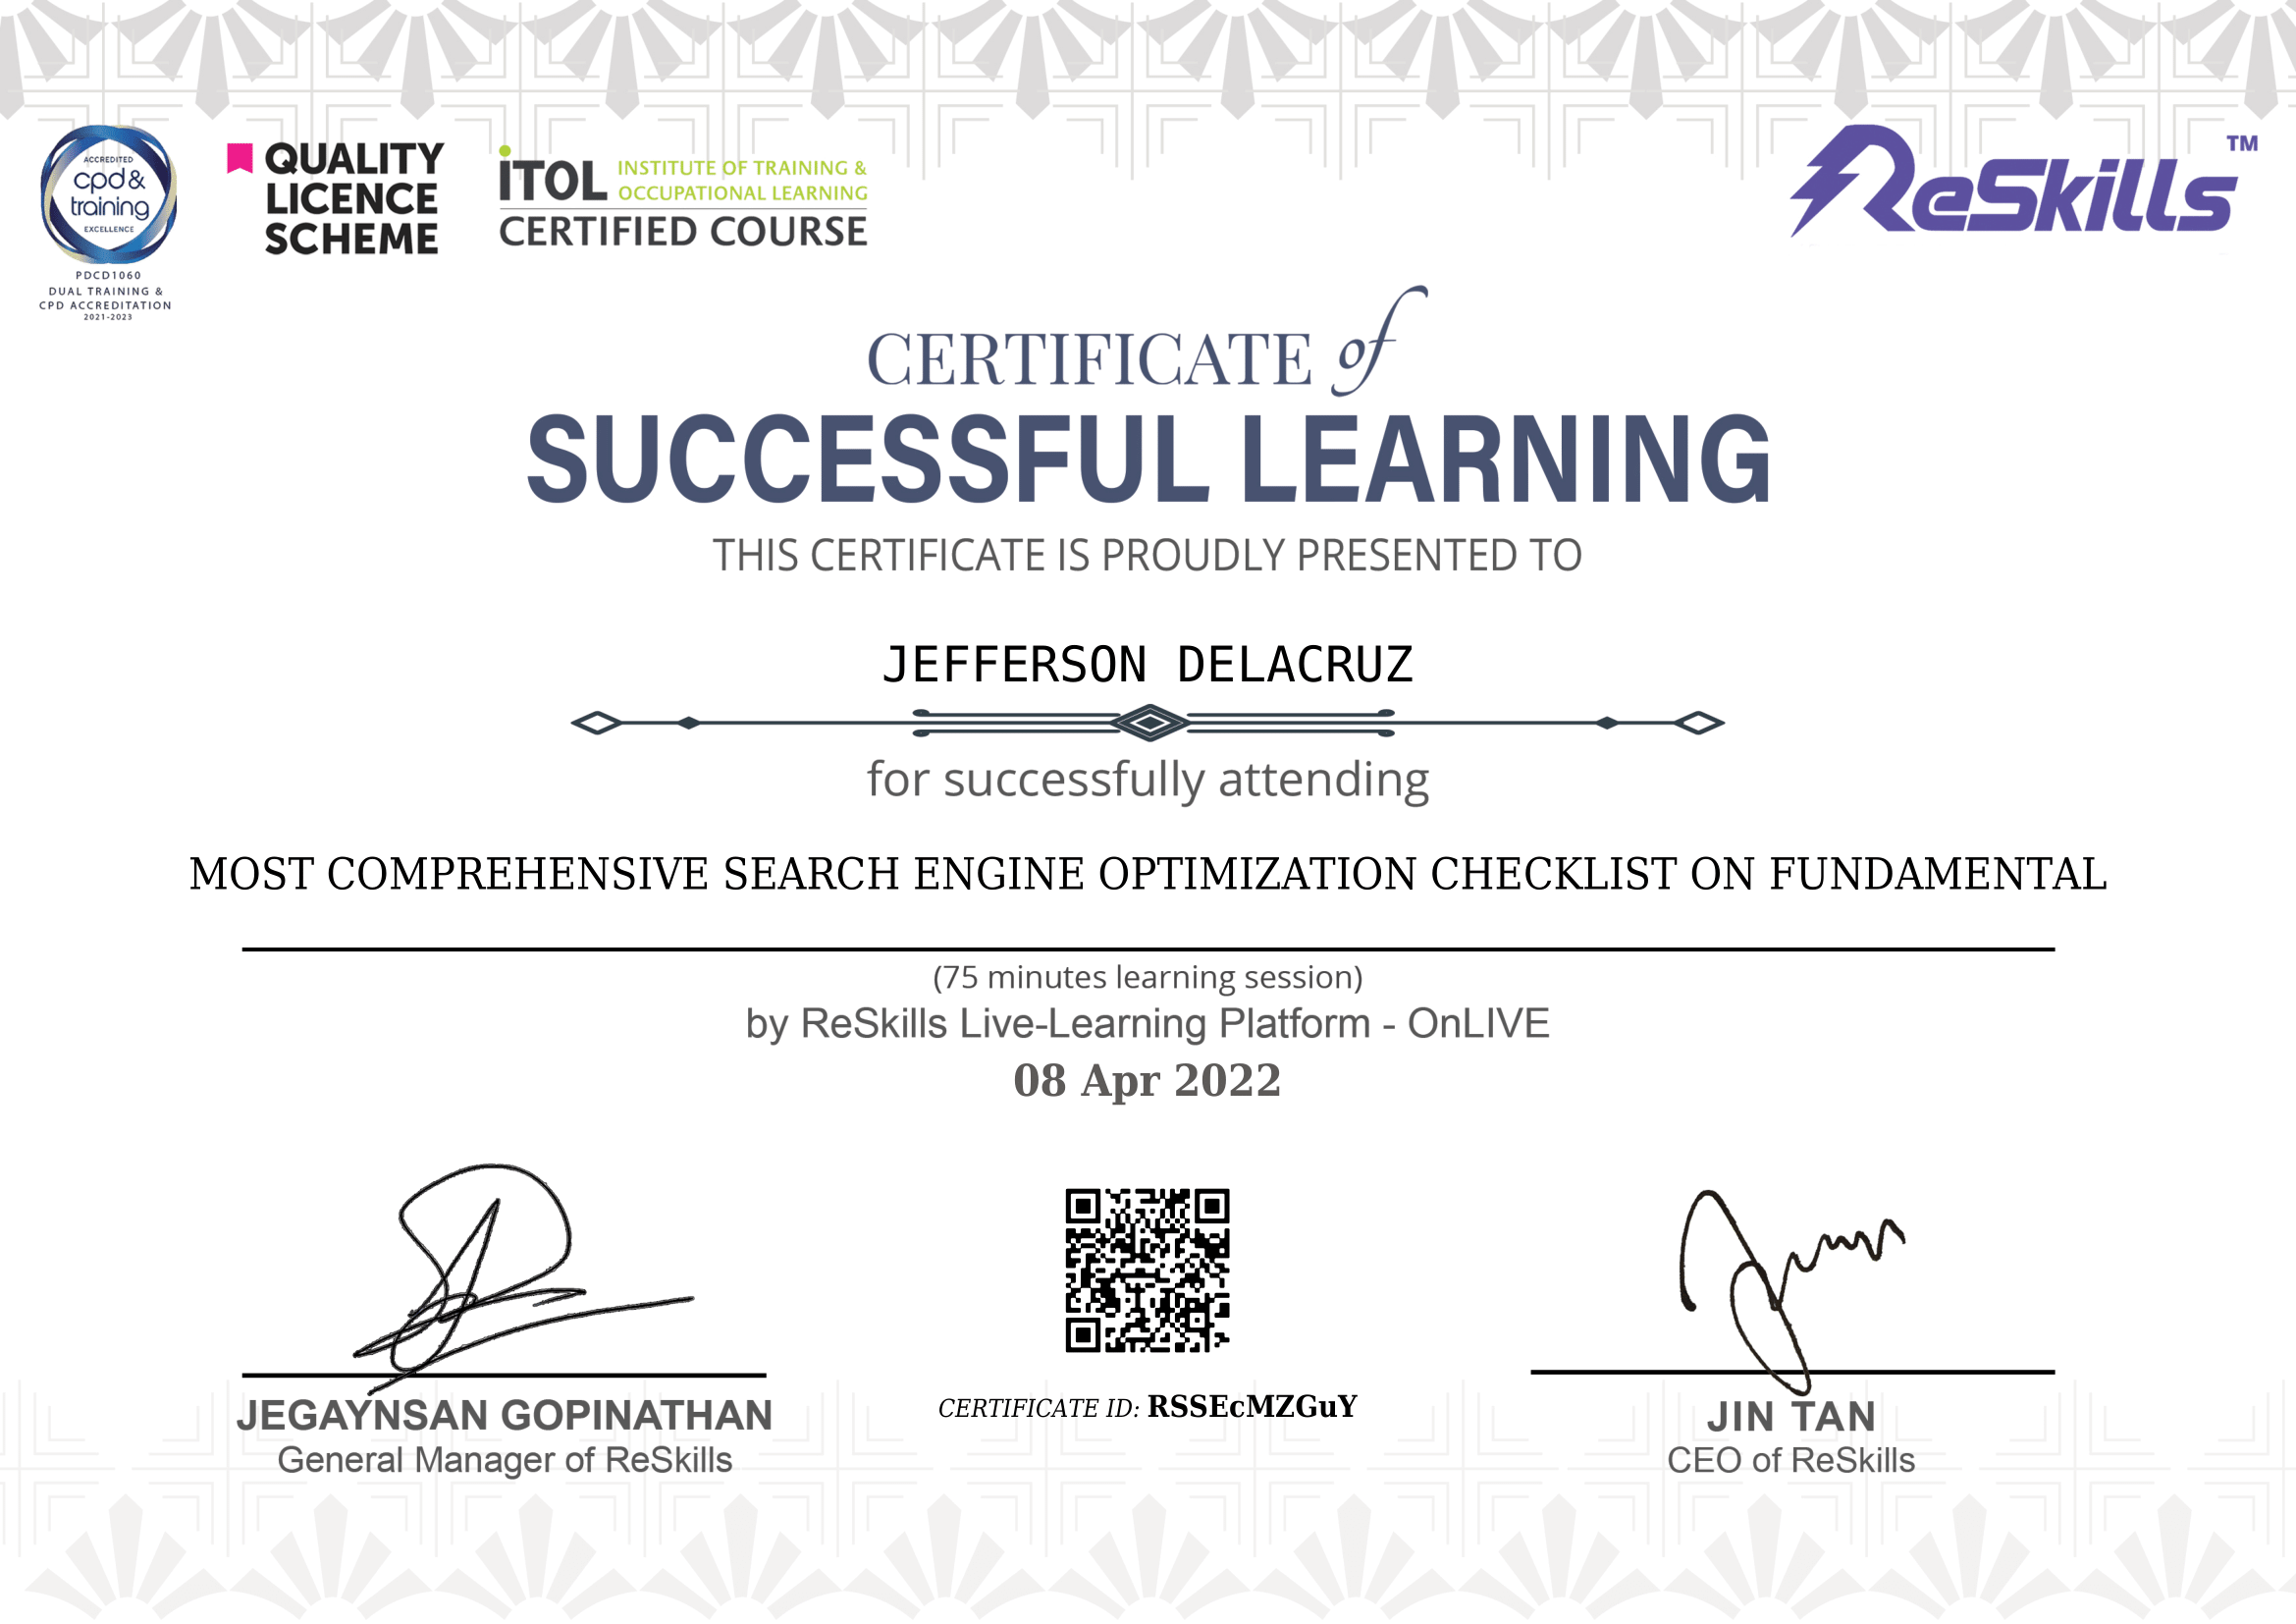 ACCREDITED
cpd &
training
EXCELLENCE
PDCD1060
DUAL TRAINING &
CPD ACCREDITATION
2021-2023
QUALITY
LICENCE
SCHEME
iTOL INSTITUTE OF TRAINING &
OCCUPATIONAL LEARNING
CERTIFIED COURSE
ReSkills TM
CERTIFICATE of
SUCCESSFUL LEARNING
THIS CERTIFICATE IS PROUDLY PRESENTED TO
JEFFERSON DELACRUZ
for successfully attending
MOST COMPREHENSIVE SEARCH ENGINE OPTIMIZATION CHECKLIST ON FUNDAMENTAL
(75 minutes learning session)
by ReSkills Live-Learning Platform - OnLIVE
08 Apr 2022
JEGAYNSAN GOPINATHAN
General Manager of ReSkills
CERTIFICATE ID: RSSEcMZGuY
JIN TAN
CEO of ReSkills